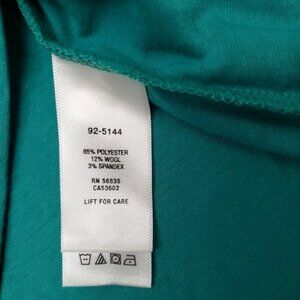 92-5144
85% POLYESTER
12% WOOL
3% SPANDEX
RN 56835
CA53602
LIFT FOR CARE